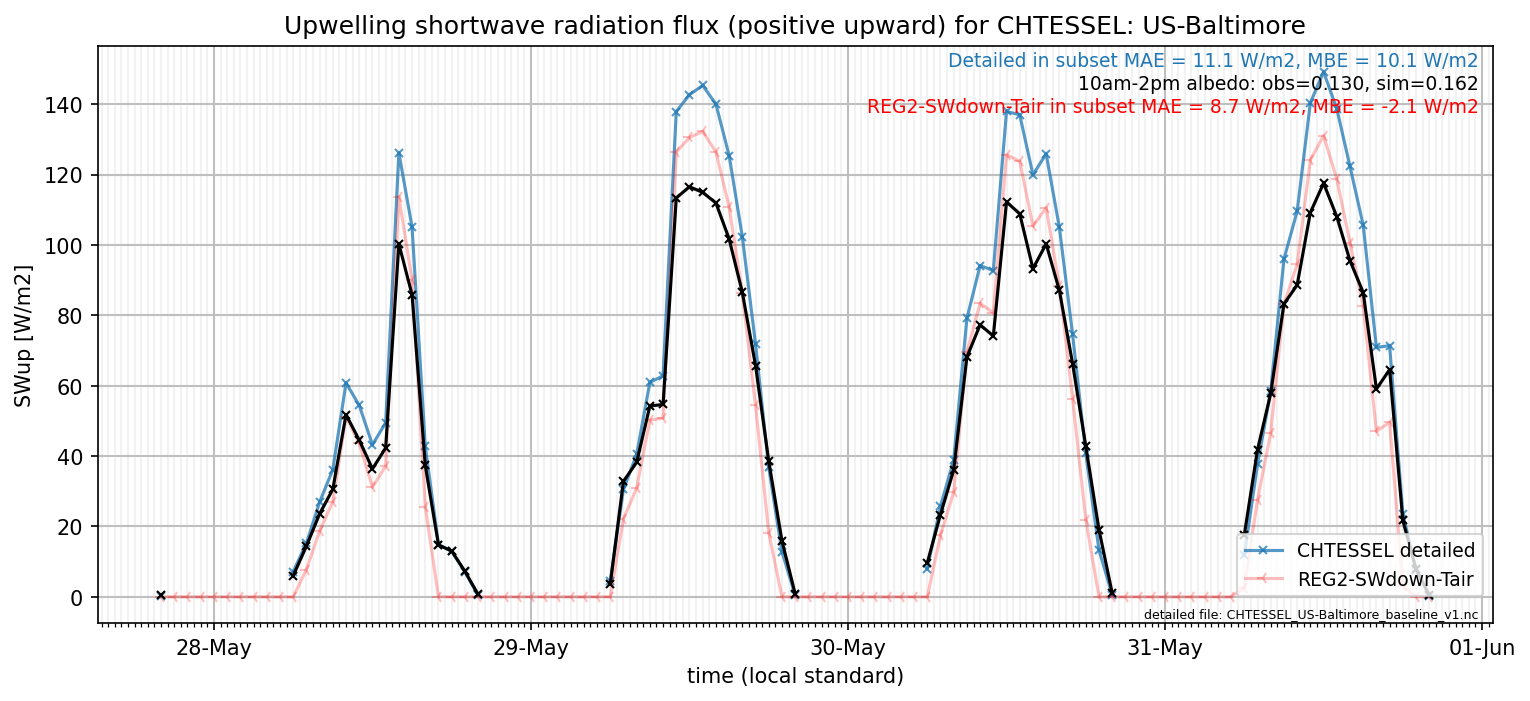 Upwelling shortwave radiation flux (positive upward) for CHTESSEL: US-Baltimore
Detailed in subset MAE = 11.1 W/m2, MBE = 10.1 W/m2
10am-2pm albedo: obs=0.130, sim=0.162
REG2-SWdown-Tair in subset MAE = 8.7 W/m2, MBE = -2.1 W/m2
SWup [W/m2]
140
120
100
80
60
40
20
0
CHTESSEL detailed
REG2-SWdown-Tair
detailed file: CHTESSEL_US-Baltimore_baseline_v1.nc
28-May
29-May
30-May
31-May
01-Jun
time (local standard)